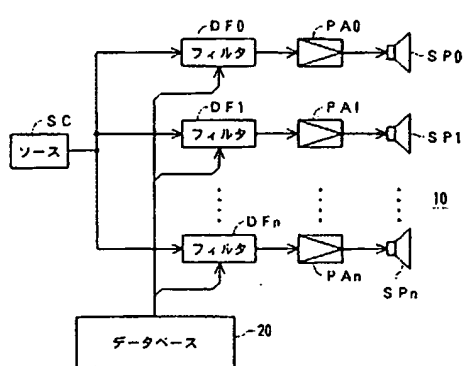 DF0
フィルタ
PA0
SP0
DF1
フィルタ
PA1
SP1
SC
ソース
10
DFn
フィルタ
PAn
SPn
20
データベース